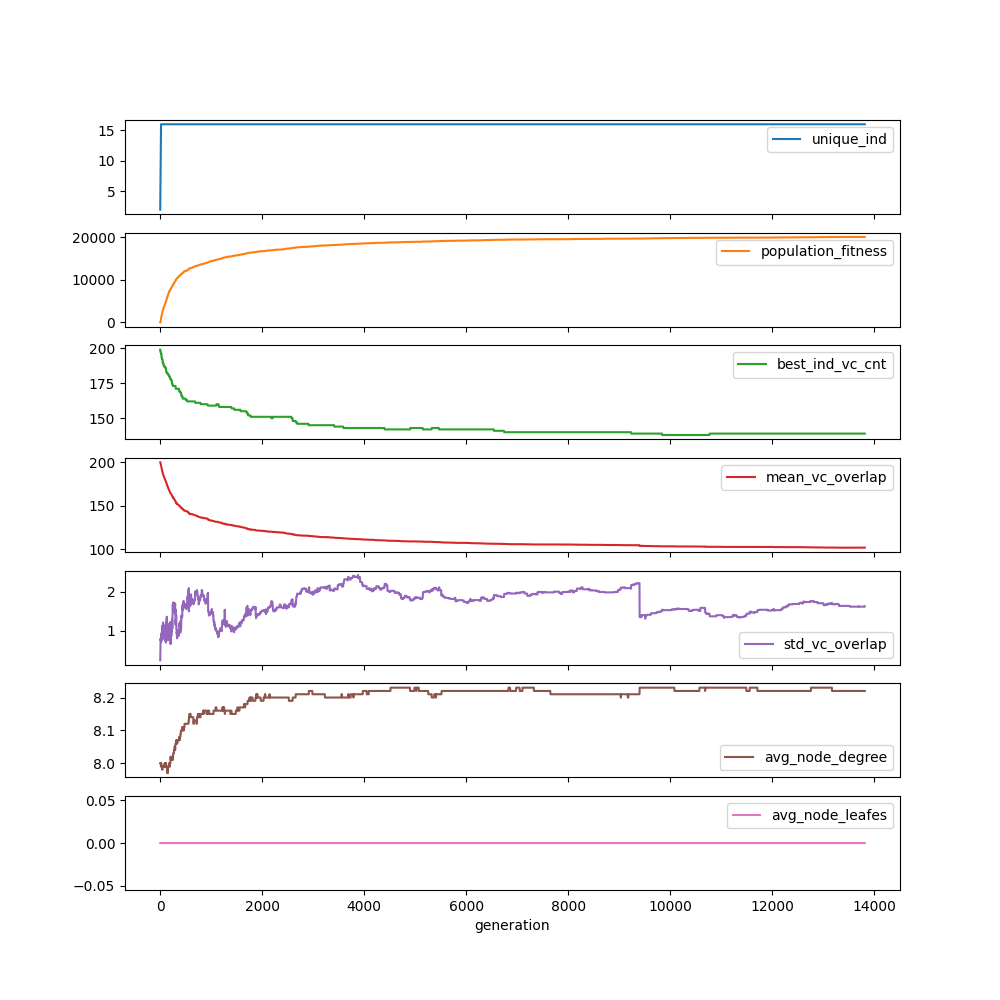 15
10
5
unique_ind
20000
10000
0
population_fitness
200
175
150
best_ind_vc_cnt
200
150
100
mean_vc_overlap
2
1
std_vc_overlap
8.2
8.1
8.0
avg_node_degree
0.05
0.00
−0.05
avg_node_leafes
0 2000 4000 6000 8000 10000 12000 14000
generation